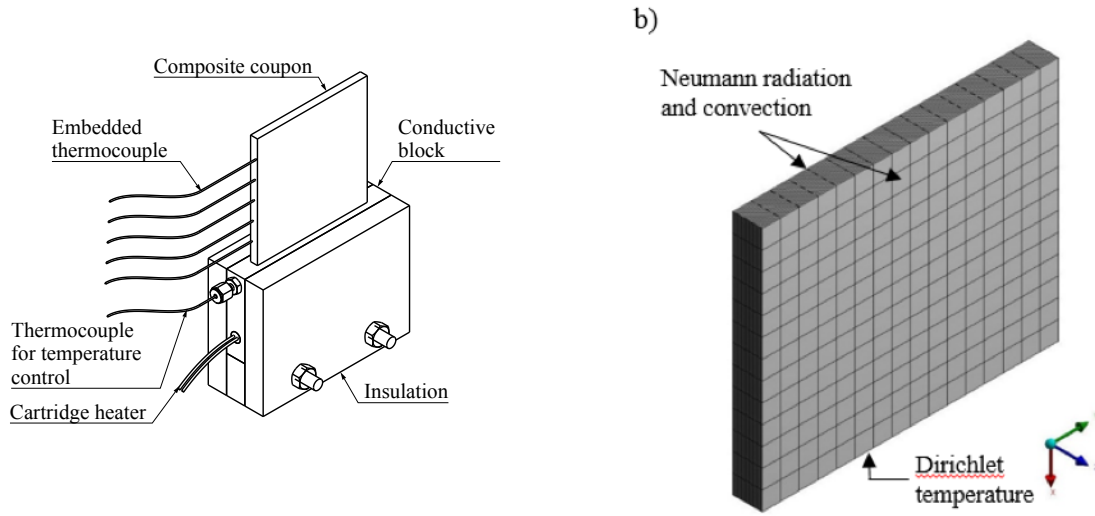 Composite coupon
Embedded
thermocouple
Conductive
block
Thermocouple
for temperature
control
Cartridge heater
Insulation
b)
Neumann radiation
and convection
Dirichlet
temperature
x